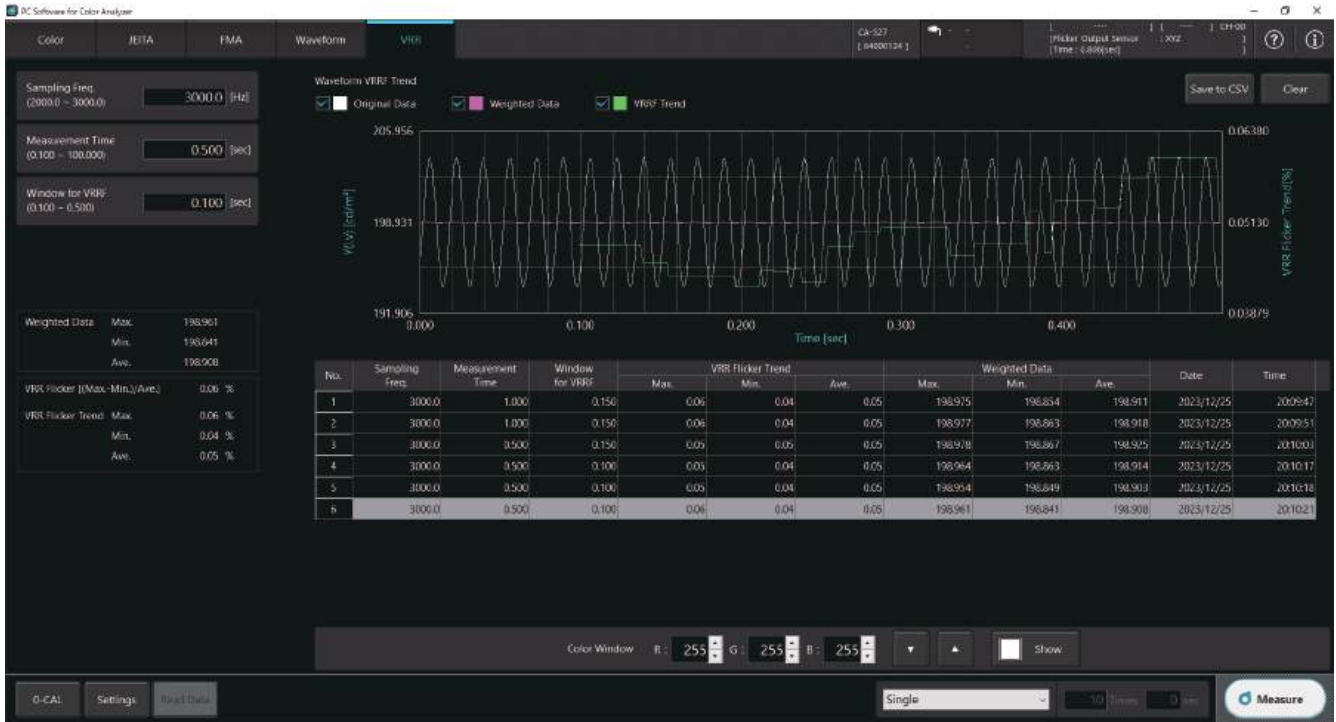 PC Software for Color Analyzer
Color JEITA FMA Waveform VRR
CA-527
[ 84000124 ]
- -
-
[ ---- ] [ ---- ] CH-00
[Flicker Output Sensor : XYZ ]
[Time : [sec] ]
Sampling Freq.
(2000.0 ~ 3000.0) 3000.0 [Hz]
Measurement Time
(0.100 ~ 100.000) 0.500 [sec]
Window for VRRF
(0.100 ~ 0.500) 0.100 [sec]
Weighted Data Max. 198.961
Min. 198.841
Ave. 198.908
VRR Flicker [(Max.-Min.)/Ave.] 0.06 %
VRR Flicker Trend Max. 0.06 %
Min. 0.04 %
Ave. 0.05 %
Waveform VRRF Trend
Original Data Weighted Data VRRF Trend
Save to CSV Clear
205.956
198.931
191.906
Y(LV) [cd/m²]
0.06380
0.05130
0.03879
VRR Flicker Trend[%]
0.000 0.100 0.200 0.300 0.400
Time [sec]
No. Sampling Freq. Measurement Time Window for VRRF VRR Flicker Trend Weighted Data Date Time
Max. Min. Ave. Max. Min. Ave.
1 3000.0 1.000 0.150 0.06 0.04 0.05 198.975 198.854 198.911 2023/12/25 20:09:47
2 3000.0 1.000 0.150 0.06 0.04 0.05 198.977 198.863 198.918 2023/12/25 20:09:51
3 3000.0 0.500 0.150 0.05 0.05 0.05 198.978 198.867 198.925 2023/12/25 20:10:03
4 3000.0 0.500 0.100 0.05 0.04 0.05 198.964 198.863 198.914 2023/12/25 20:10:17
5 3000.0 0.500 0.100 0.05 0.04 0.05 198.954 198.849 198.903 2023/12/25 20:10:18
6 3000.0 0.500 0.100 0.06 0.04 0.05 198.961 198.841 198.908 2023/12/25 20:10:21
Color Window R : 255 G : 255 B : 255 ▼ ▲ Show
0-CAL Settings Read Data Single 10 Times 0 sec Measure